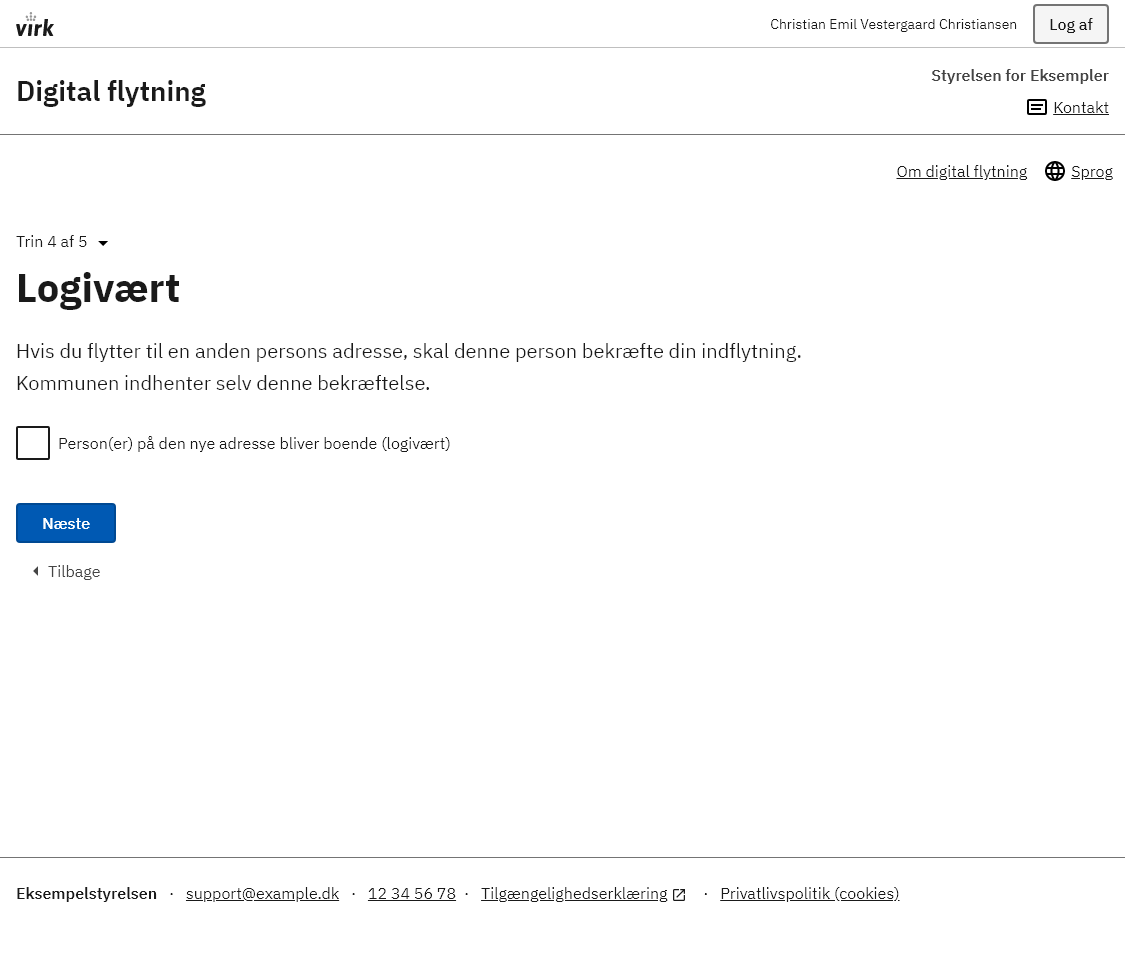 virk
Christian Emil Vestergaard Christiansen
Log af
Digital flytning
Styrelsen for Eksempler
Kontakt
Om digital flytning
Sprog
Trin 4 af 5
Logivært
Hvis du flytter til en anden persons adresse, skal denne person bekræfte din indflytning.
Kommunen indhenter selv denne bekræftelse.
Person(er) på den nye adresse bliver boende (logivært)
Næste
Tilbage
Eksempelstyrelsen · support@example.dk · 12 34 56 78 · Tilgængelighedserklæring · Privatlivspolitik (cookies)